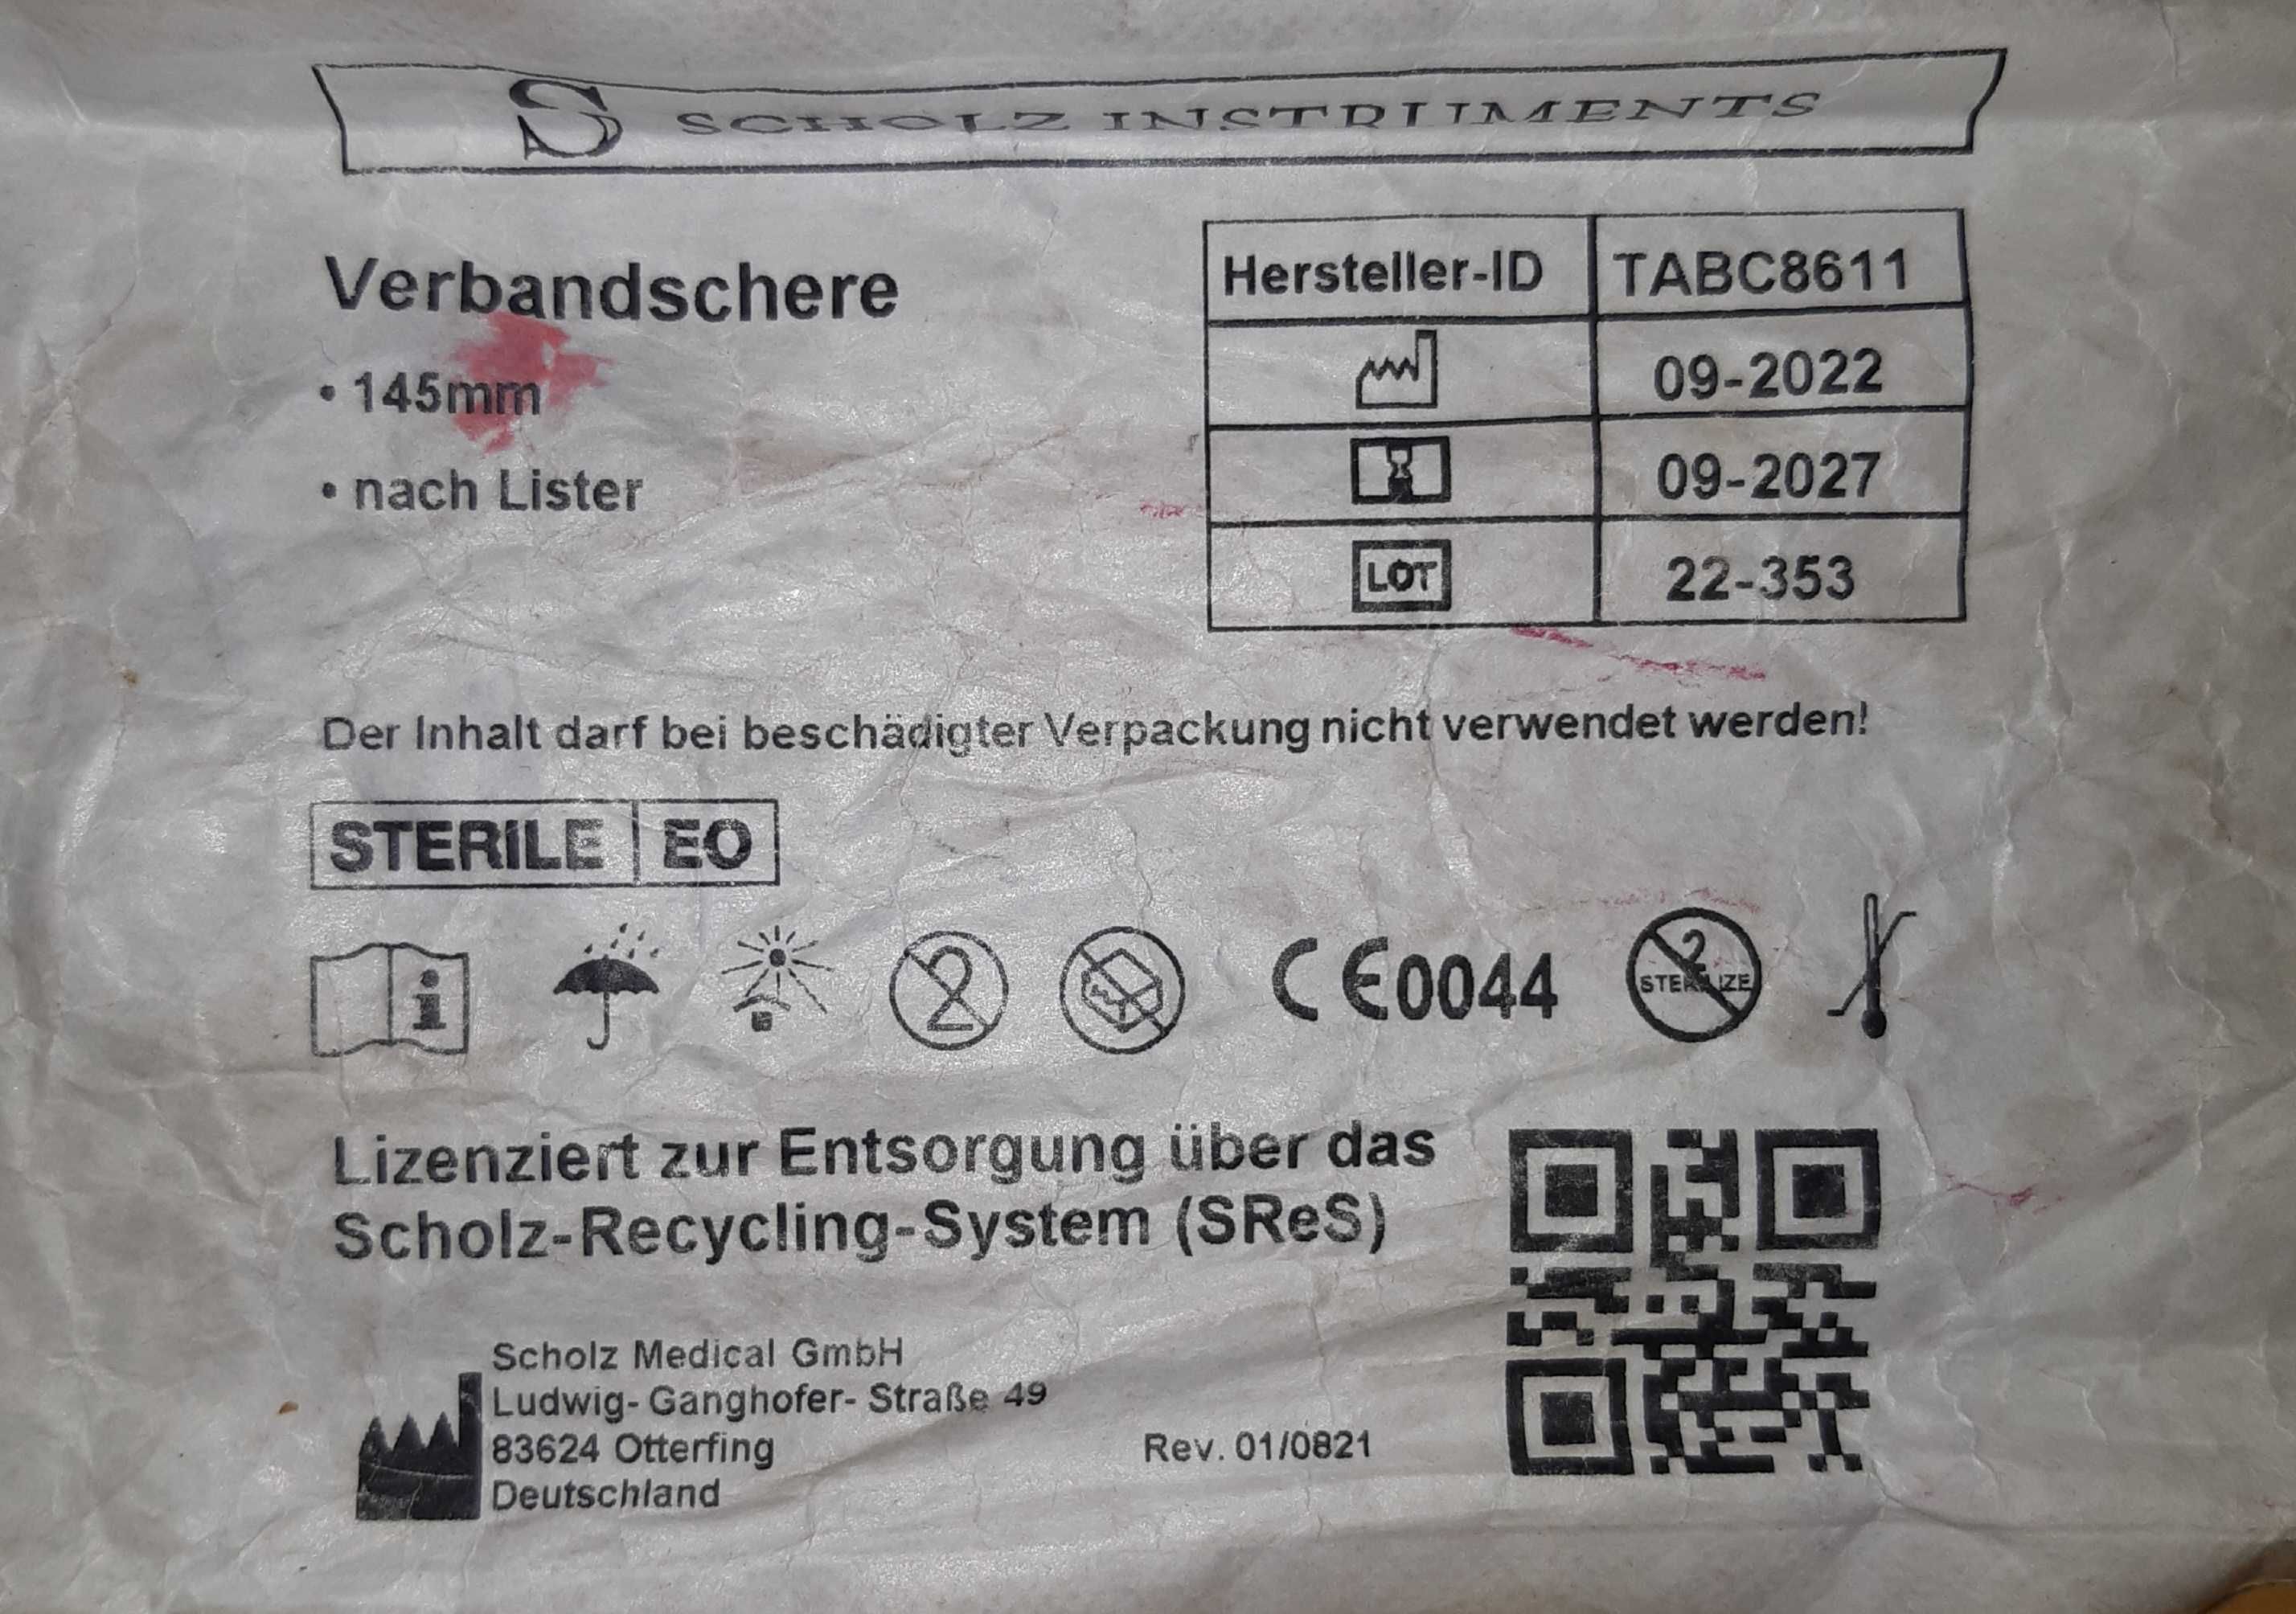 S SCHOLZ INSTRUMENTS
Verbandschere
• 145mm
• nach Lister
Hersteller-ID TABC8611
09-2022
09-2027
LOT 22-353
Der Inhalt darf bei beschädigter Verpackung nicht verwendet werden!
STERILE EO
i 2 CE0044 2 STERILIZE
Lizenziert zur Entsorgung über das
Scholz-Recycling-System (SReS)
Scholz Medical GmbH
Ludwig- Ganghofer- Straße 49
83624 Otterfing
Deutschland
Rev. 01/0821